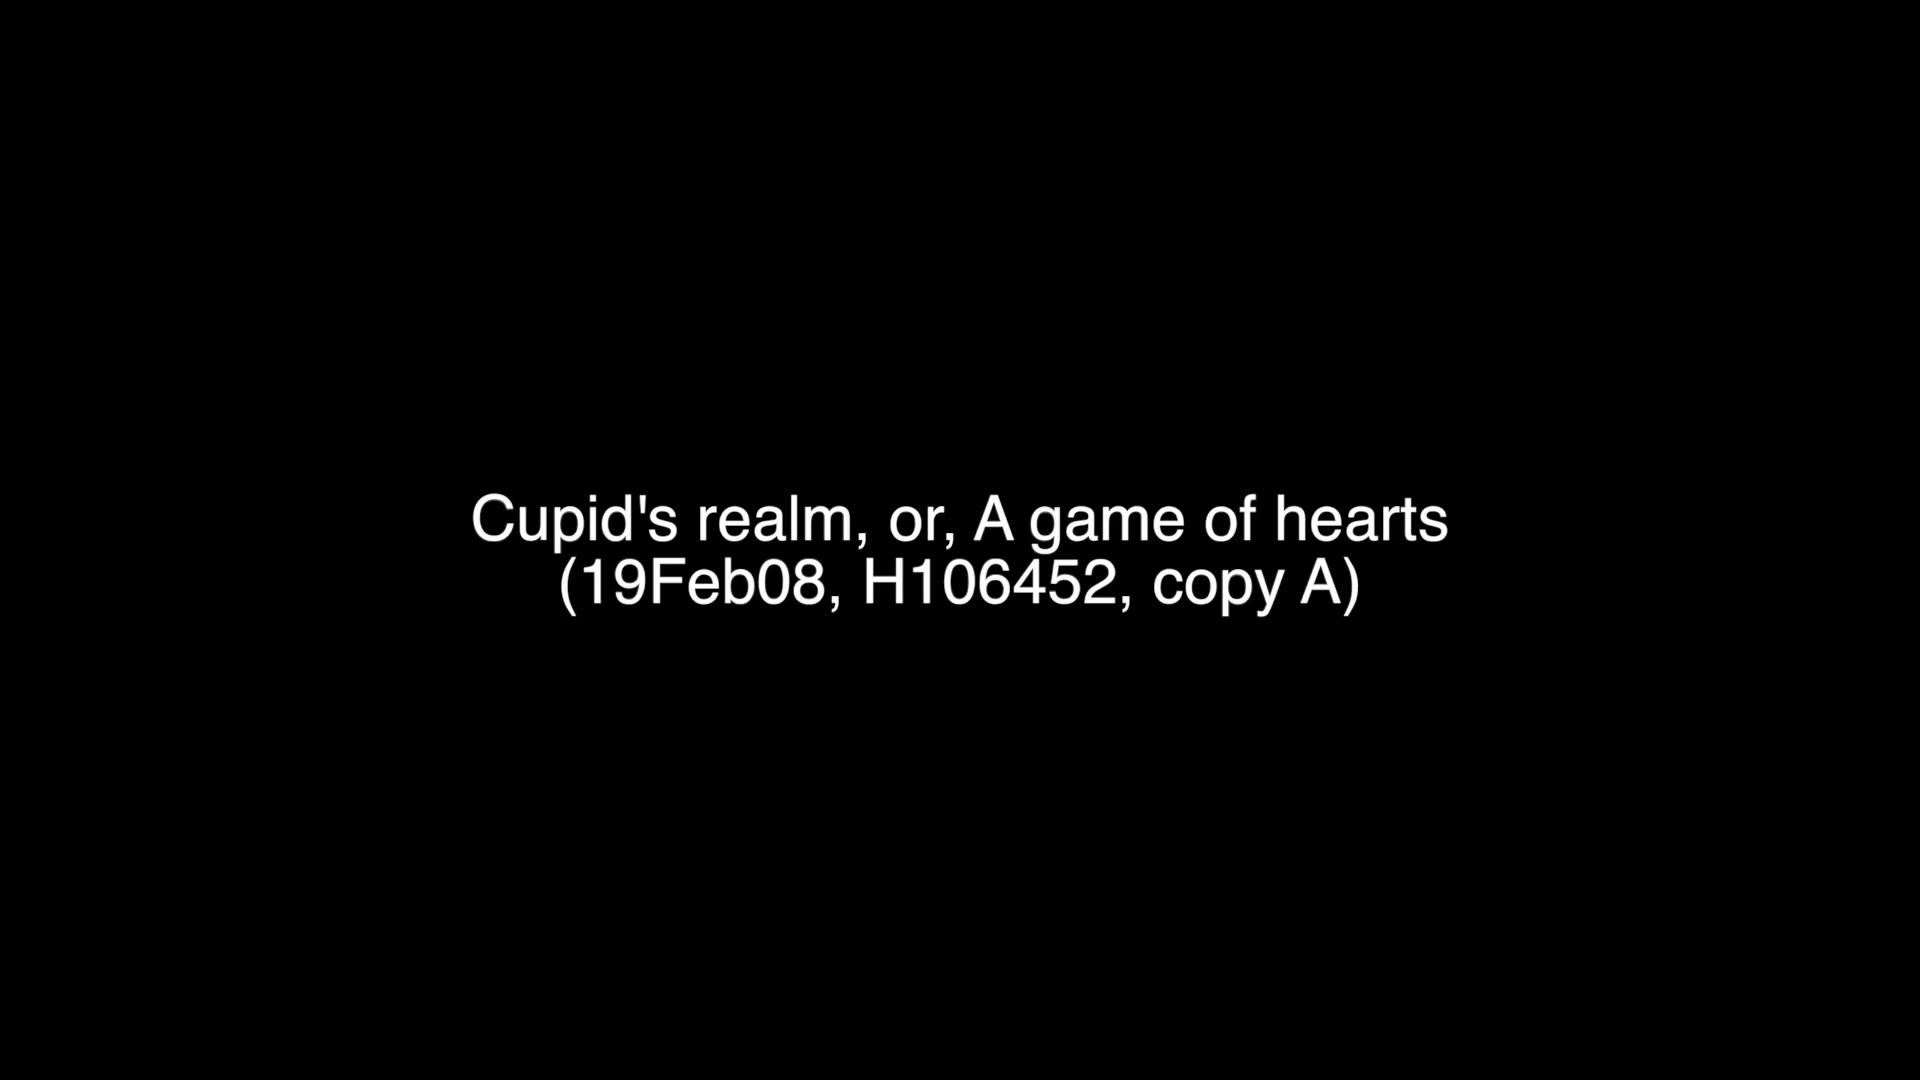 Cupid's realm, or, A game of hearts
(19Feb08, H106452, copy A)